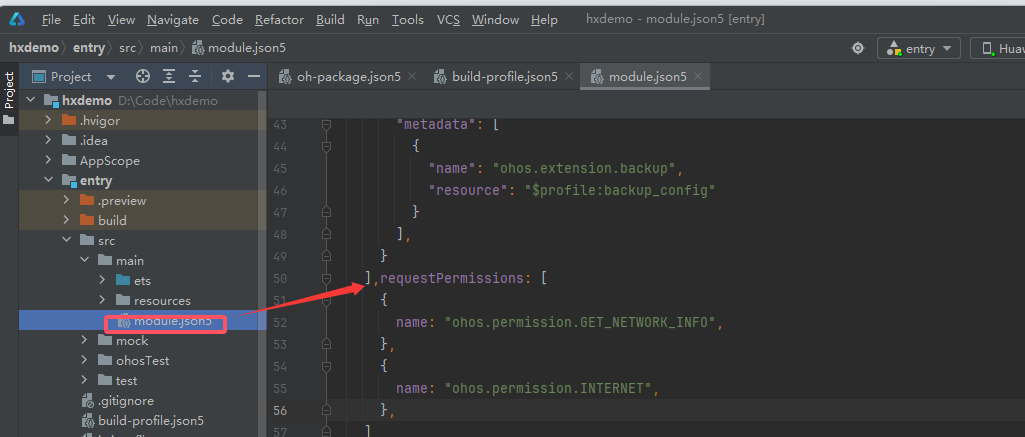 File Edit View Navigate Code Refactor Build Run Tools VCS Window Help hxdemo - module.json5 [entry]
hxdemo entry src main module.json5 entry Huaw
Project
Project oh-package.json5 build-profile.json5 module.json5
hxdemo D:\Code\hxdemo
.hvigor
.idea
AppScope
entry
.preview
build
src
main
ets
resources
module.json5
mock
ohosTest
test
.gitignore
build-profile.json5
43 "metadata": [
44 {
45 "name": "ohos.extension.backup",
46 "resource": "$profile:backup_config"
47 }
48 ],
49 }
50 ],requestPermissions: [
51 {
52 name: "ohos.permission.GET_NETWORK_INFO",
53 },
54 {
55 name: "ohos.permission.INTERNET",
56 },
57 ]